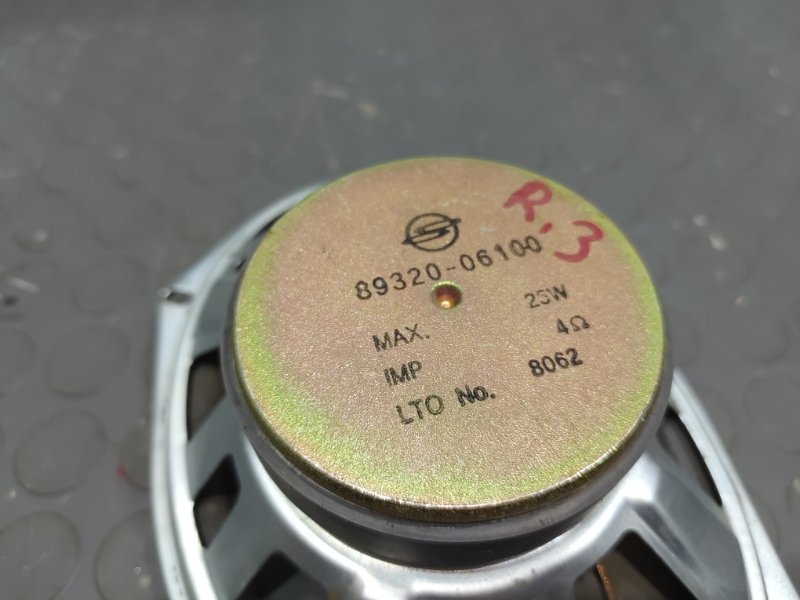 R.3
89320-06100
MAX. 25W
IMP 4Ω
LTO No. 8062